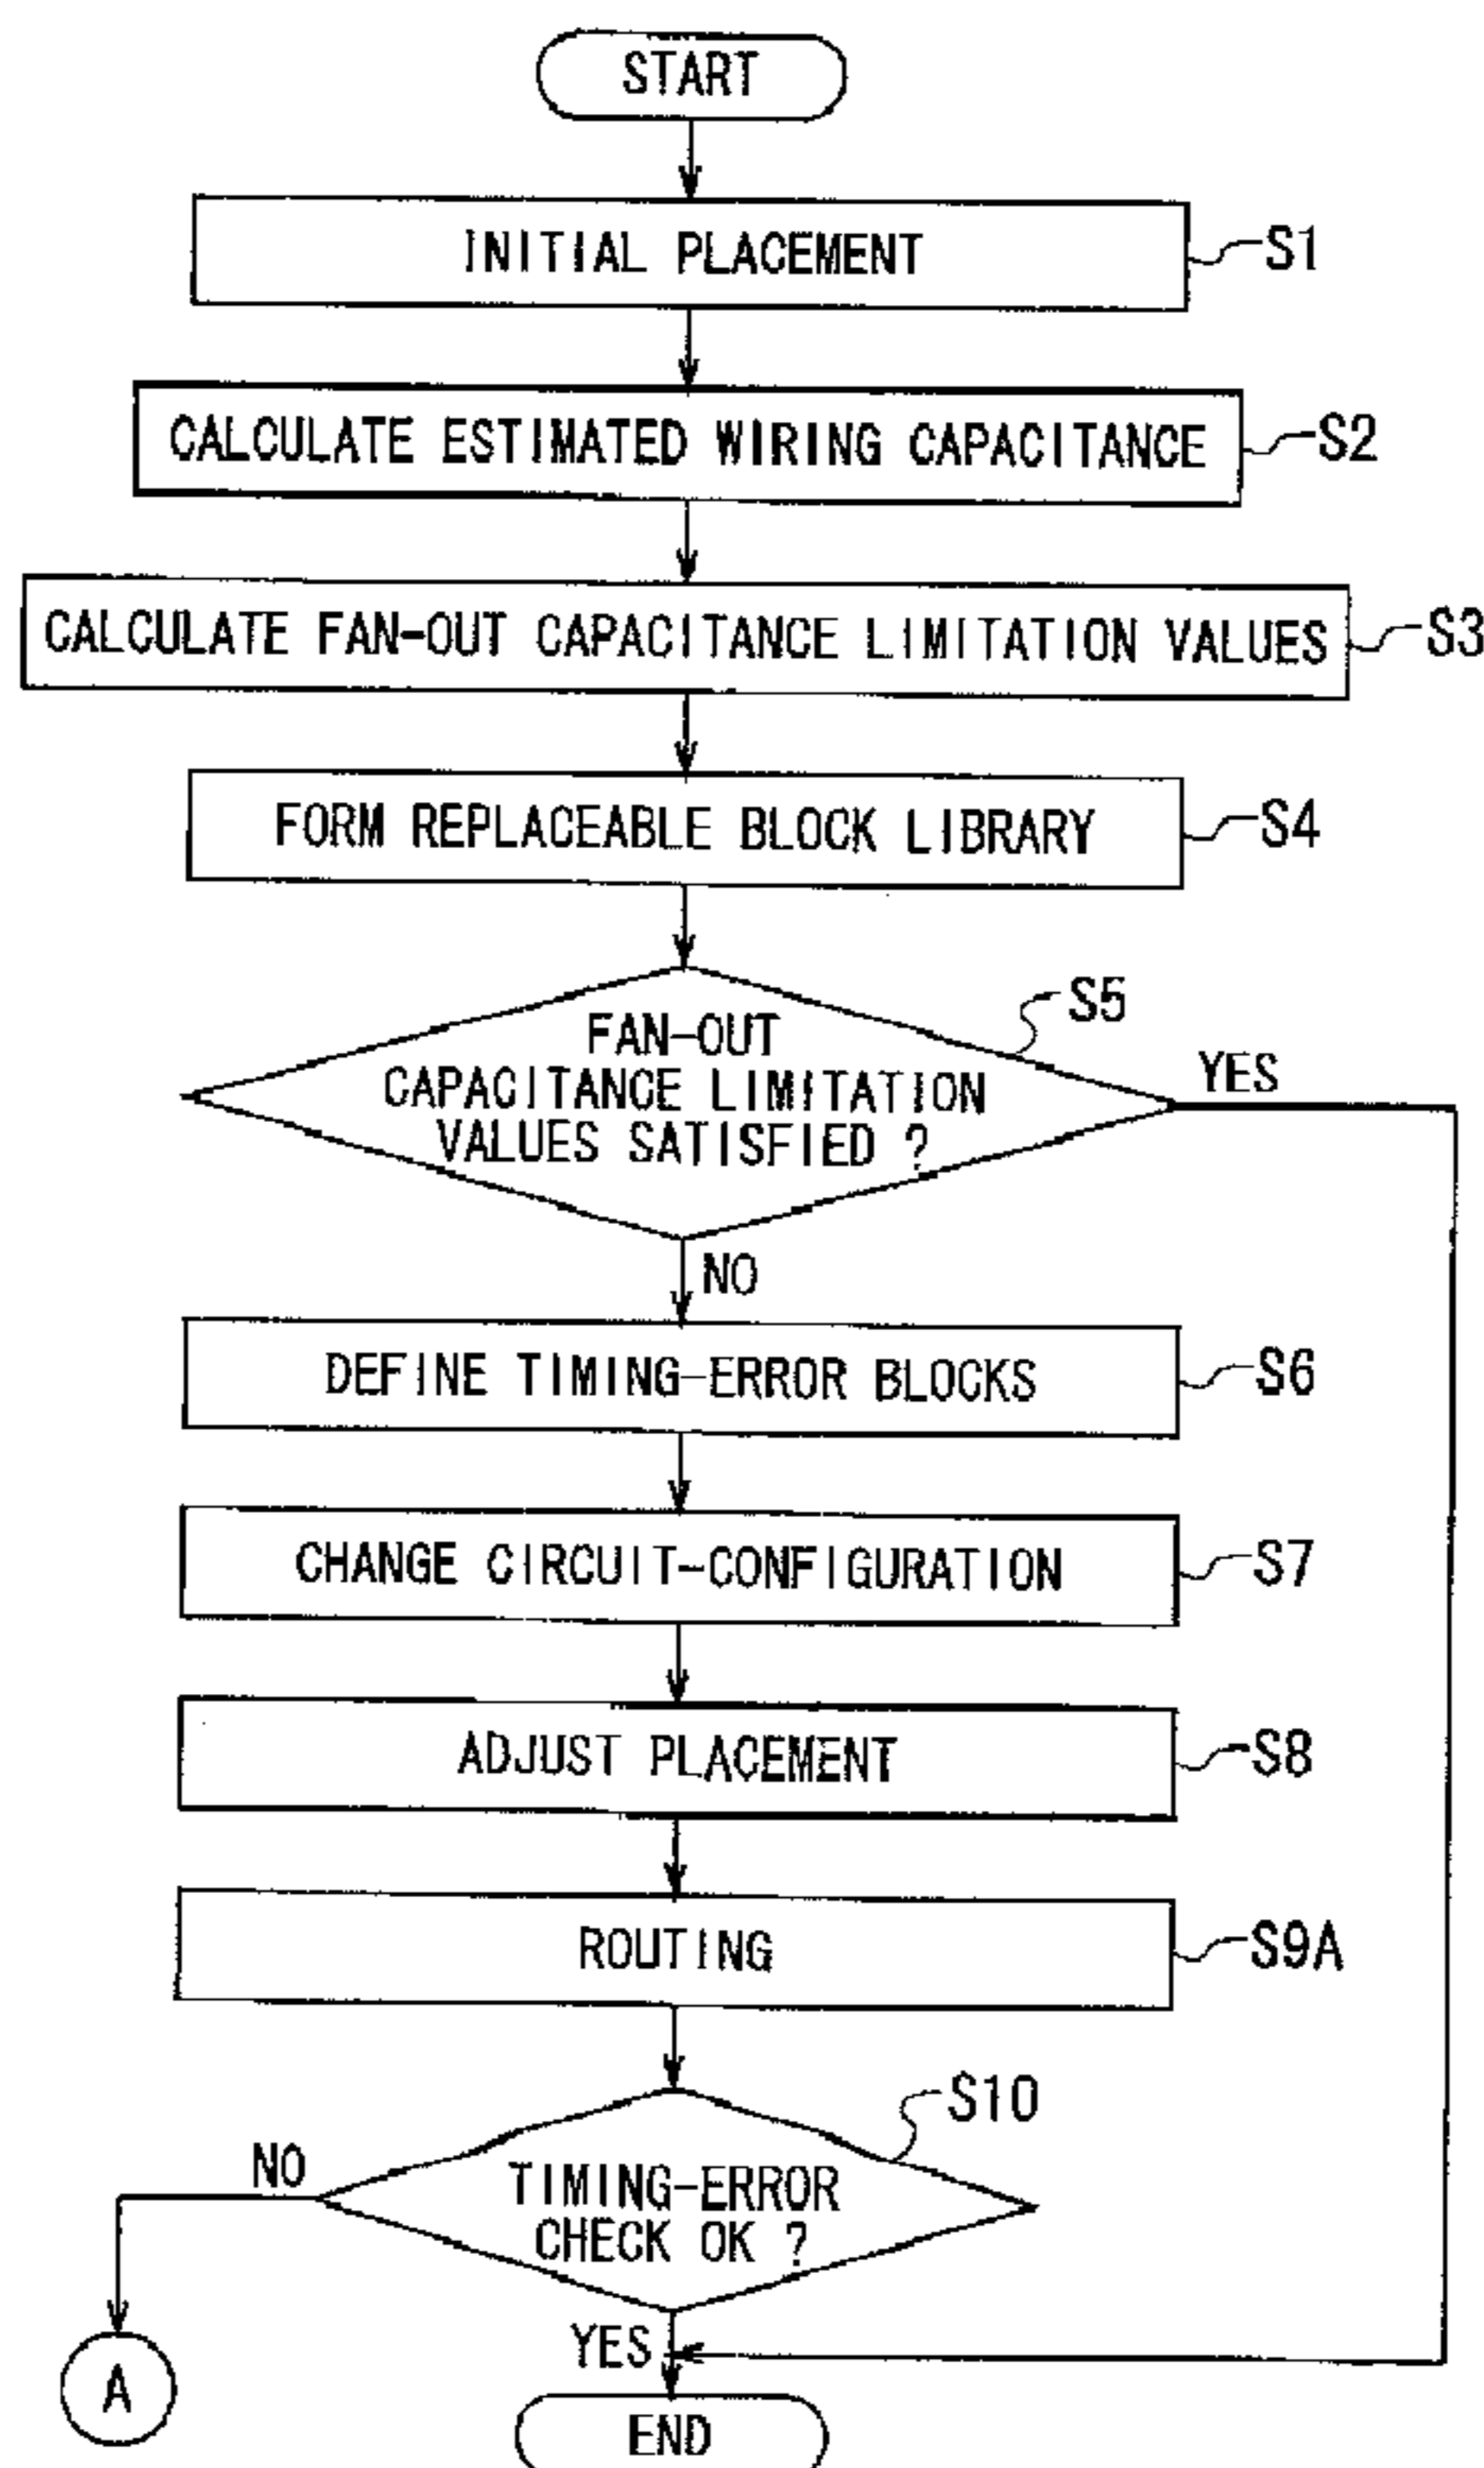 START
INITIAL PLACEMENT
S1
CALCULATE ESTIMATED WIRING CAPACITANCE
S2
CALCULATE FAN-OUT CAPACITANCE LIMITATION VALUES
S3
FORM REPLACEABLE BLOCK LIBRARY
S4
S5
FAN-OUT
CAPACITANCE LIMITATION
VALUES SATISFIED ?
YES
NO
DEFINE TIMING-ERROR BLOCKS
S6
CHANGE CIRCUIT-CONFIGURATION
S7
ADJUST PLACEMENT
S8
ROUTING
S9A
S10
NO
TIMING-ERROR
CHECK OK ?
YES
A
END